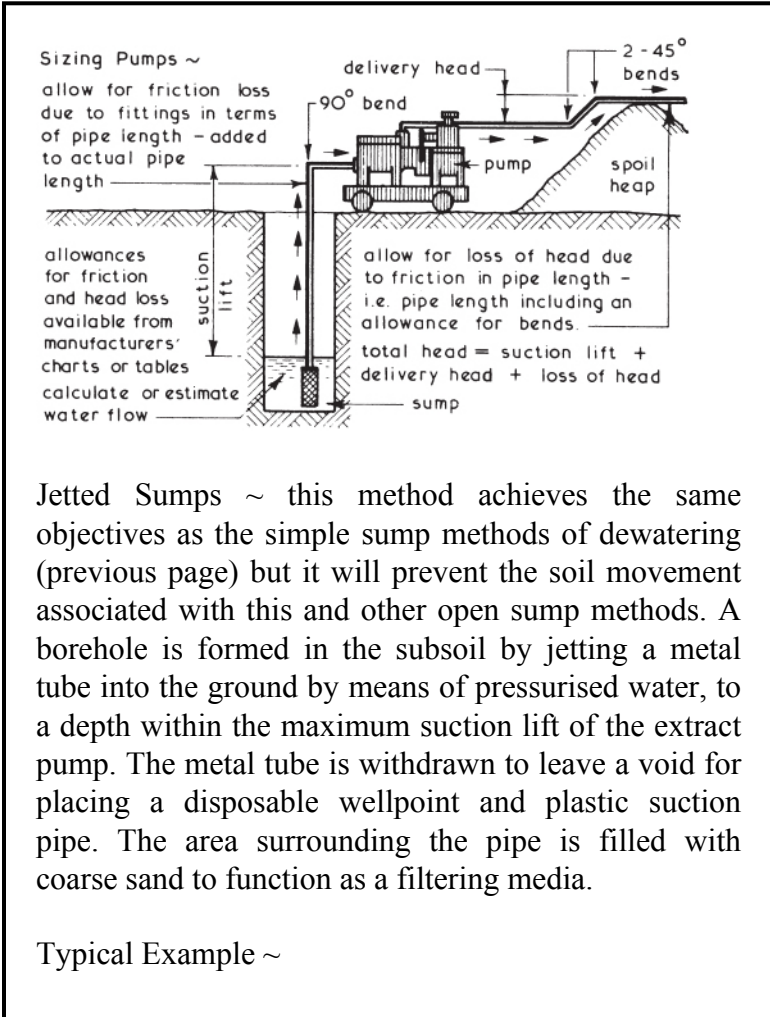 Sizing Pumps ~
allow for friction loss
due to fittings in terms
of pipe length - added
to actual pipe
length
90° bend
delivery head
2-45°
bends
pump
spoil
heap
suction
lift
allowances
for friction
and head loss
available from
manufacturers'
charts or tables
calculate or estimate
water flow
allow for loss of head due
to friction in pipe length -
i.e. pipe length including an
allowance for bends.
total head = suction lift +
delivery head + loss of head
sump
Jetted Sumps ~ this method achieves the same
objectives as the simple sump methods of dewatering
(previous page) but it will prevent the soil movement
associated with this and other open sump methods. A
borehole is formed in the subsoil by jetting a metal
tube into the ground by means of pressurised water, to
a depth within the maximum suction lift of the extract
pump. The metal tube is withdrawn to leave a void for
placing a disposable wellpoint and plastic suction
pipe. The area surrounding the pipe is filled with
coarse sand to function as a filtering media.
Typical Example ~